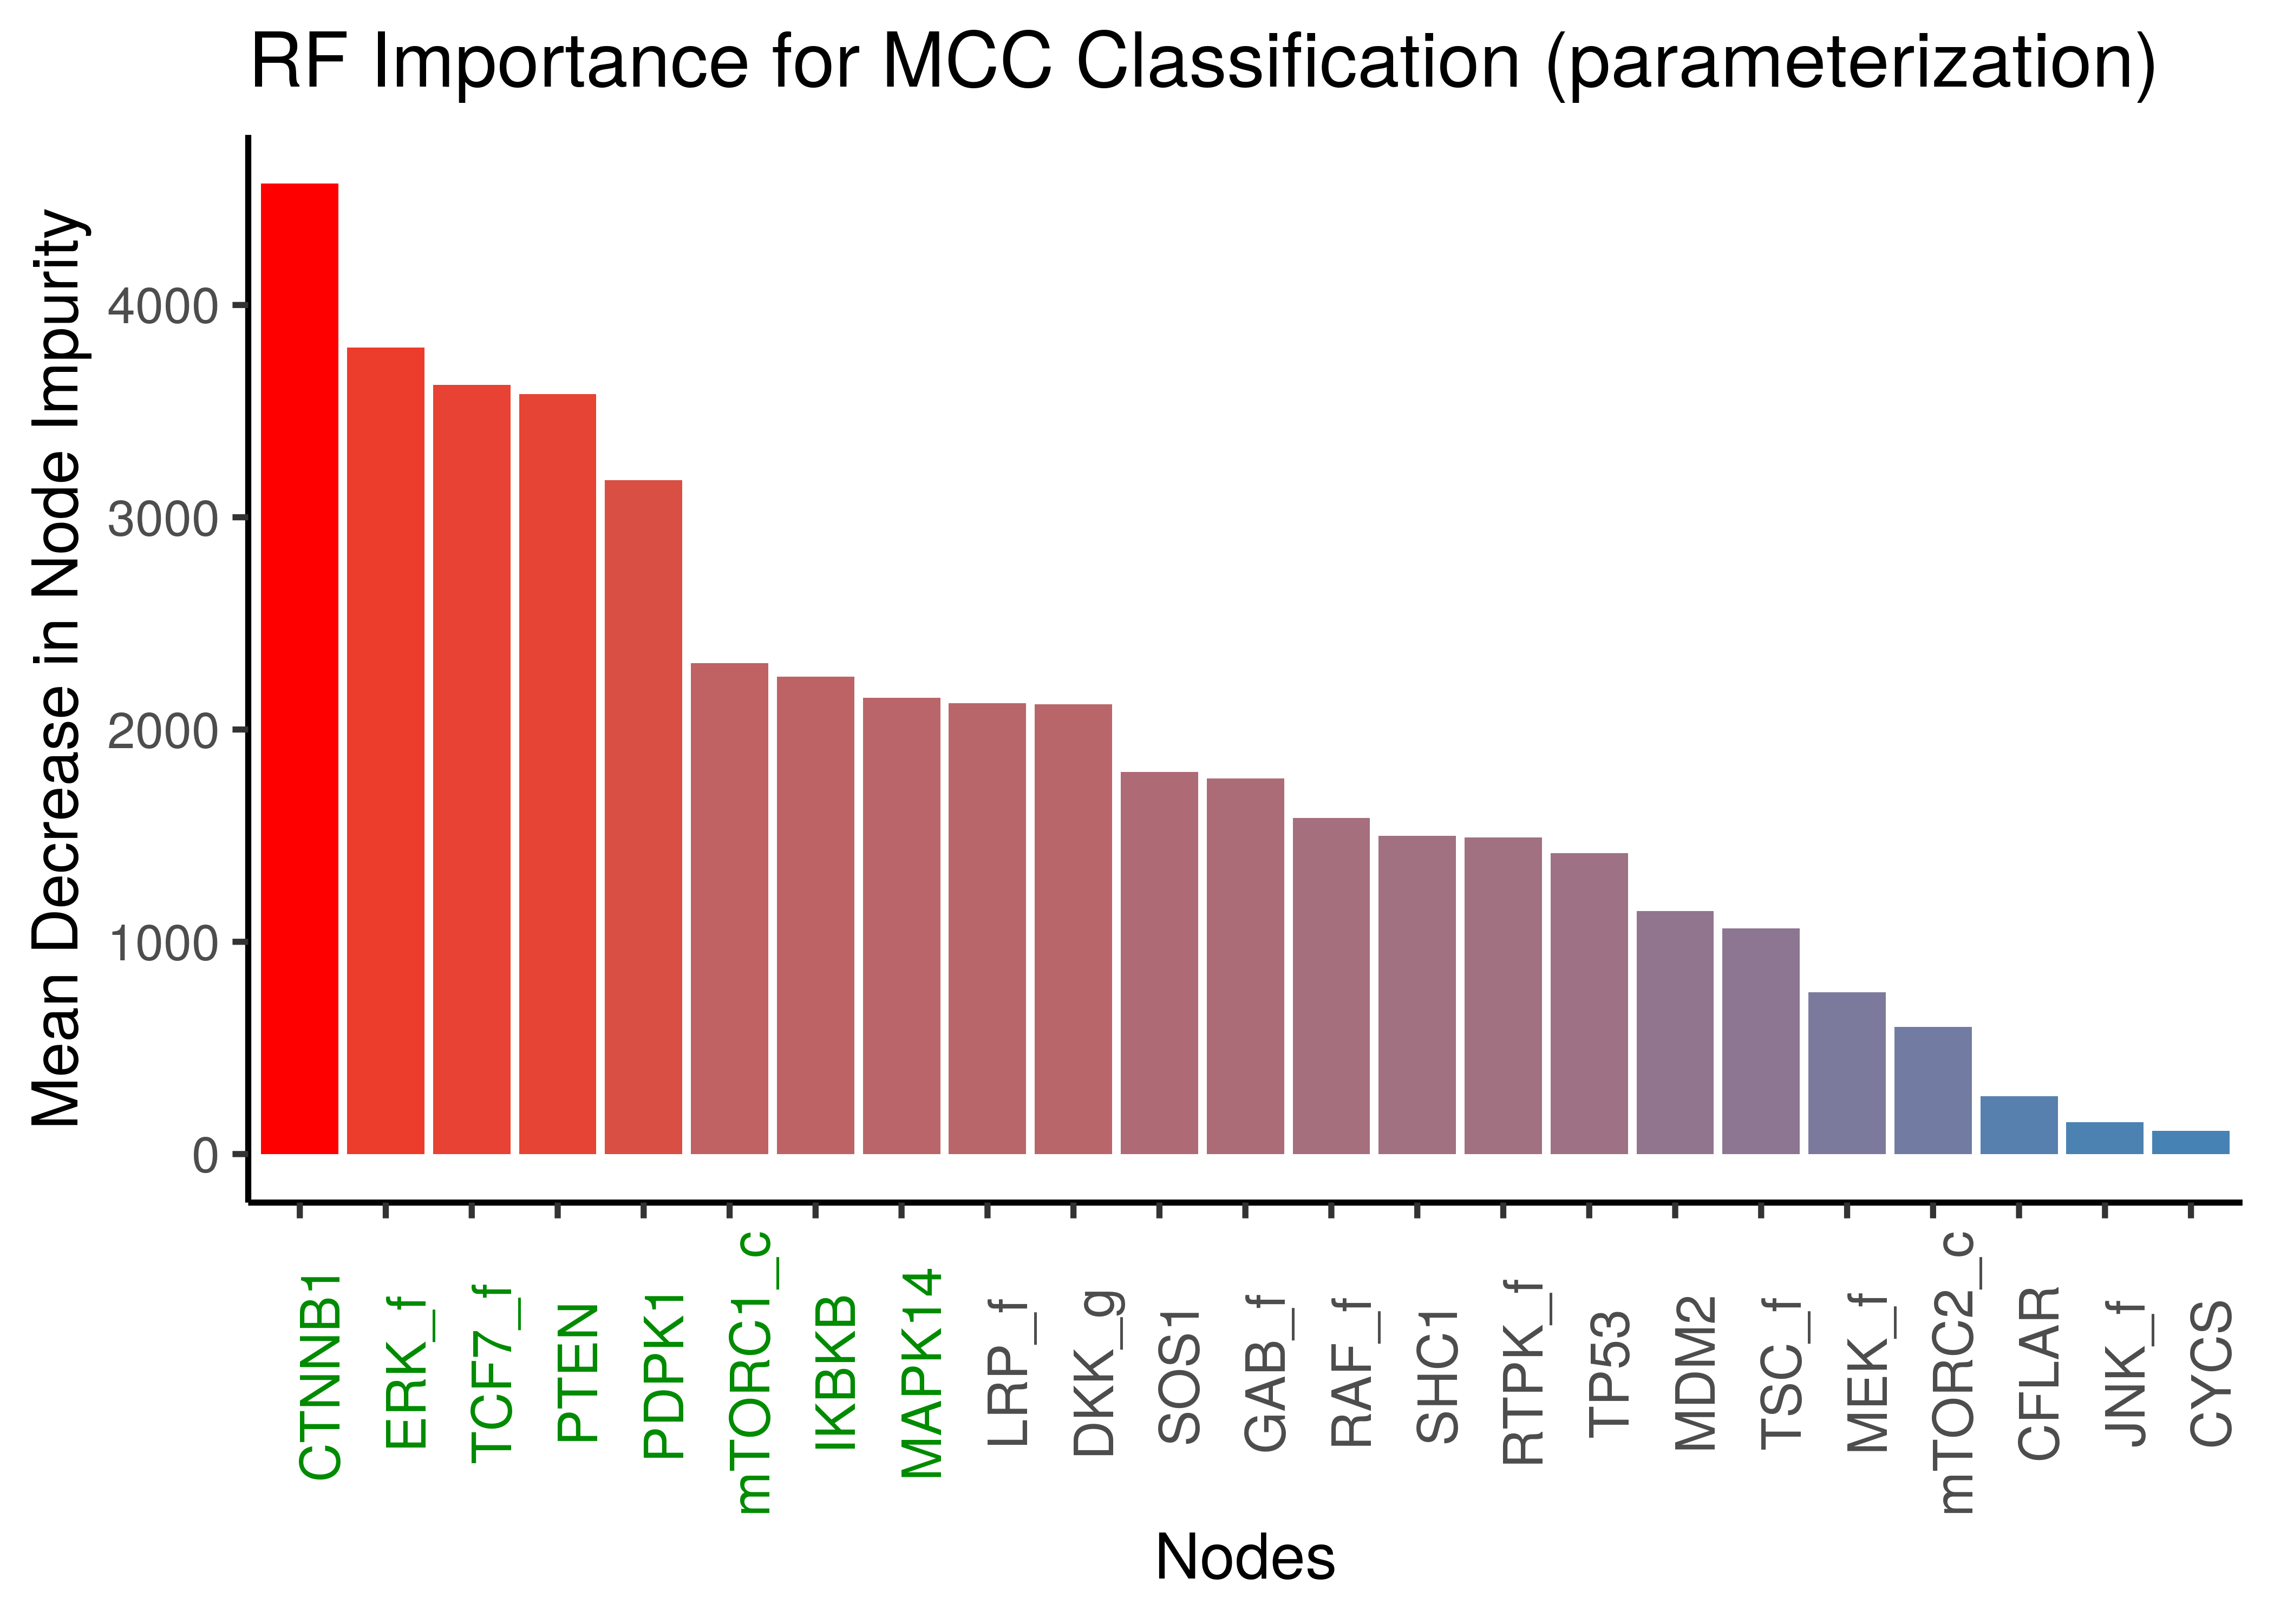 RF Importance for MCC Classification (parameterization)
Mean Decrease in Node Impurity
4000
3000
2000
1000
0
CTNNB1
ERK_f
TCF7_f
PTEN
PDPK1
mTORC1_c
IKBKB
MAPK14
LRP_f
DKK_g
SOS1
GAB_f
RAF_f
SHC1
RTPK_f
TP53
MDM2
TSC_f
MEK_f
mTORC2_c
CFLAR
JNK_f
CYCS
Nodes